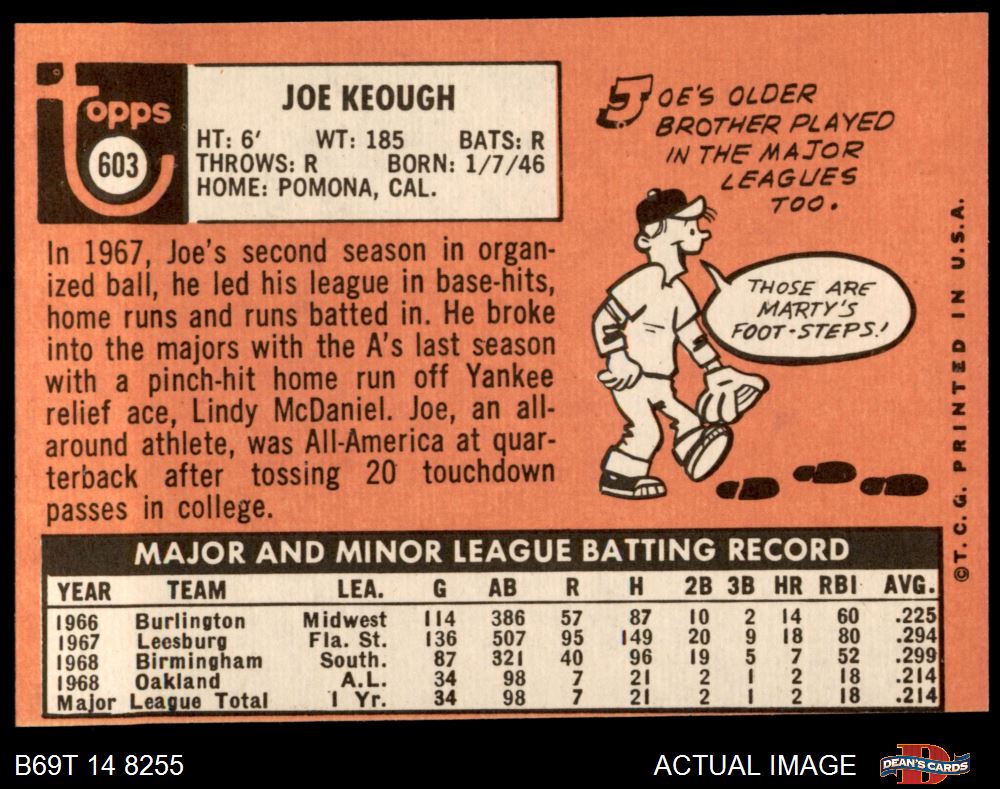 Topps
603
JOE KEOUGH
HT: 6' WT: 185 BATS: R
THROWS: R BORN: 1/7/46
HOME: POMONA, CAL.
In 1967, Joe's second season in organ-
ized ball, he led his league in base-hits,
home runs and runs batted in. He broke
into the majors with the A's last season
with a pinch-hit home run off Yankee
relief ace, Lindy McDaniel. Joe, an all-
around athlete, was All-America at quar-
terback after tossing 20 touchdown
passes in college.
JOE'S OLDER
BROTHER PLAYED
IN THE MAJOR
LEAGUES
TOO.
THOSE ARE
MARTY'S
FOOT-STEPS!
©T. C. G. PRINTED IN U.S.A.
MAJOR AND MINOR LEAGUE BATTING RECORD
YEAR TEAM LEA. G AB R H 2B 3B HR RBI AVG.
1966 Burlington Midwest 114 386 57 87 10 2 14 60 .225
1967 Leesburg Fla. St. 136 507 95 149 20 9 18 80 .294
1968 Birmingham South. 87 321 40 96 19 5 7 52 .299
1968 Oakland A.L. 34 98 7 21 2 1 2 18 .214
Major League Total 1 Yr. 34 98 7 21 2 1 2 18 .214
B69T 14 8255
ACTUAL IMAGE
D
DEAN'S CARDS